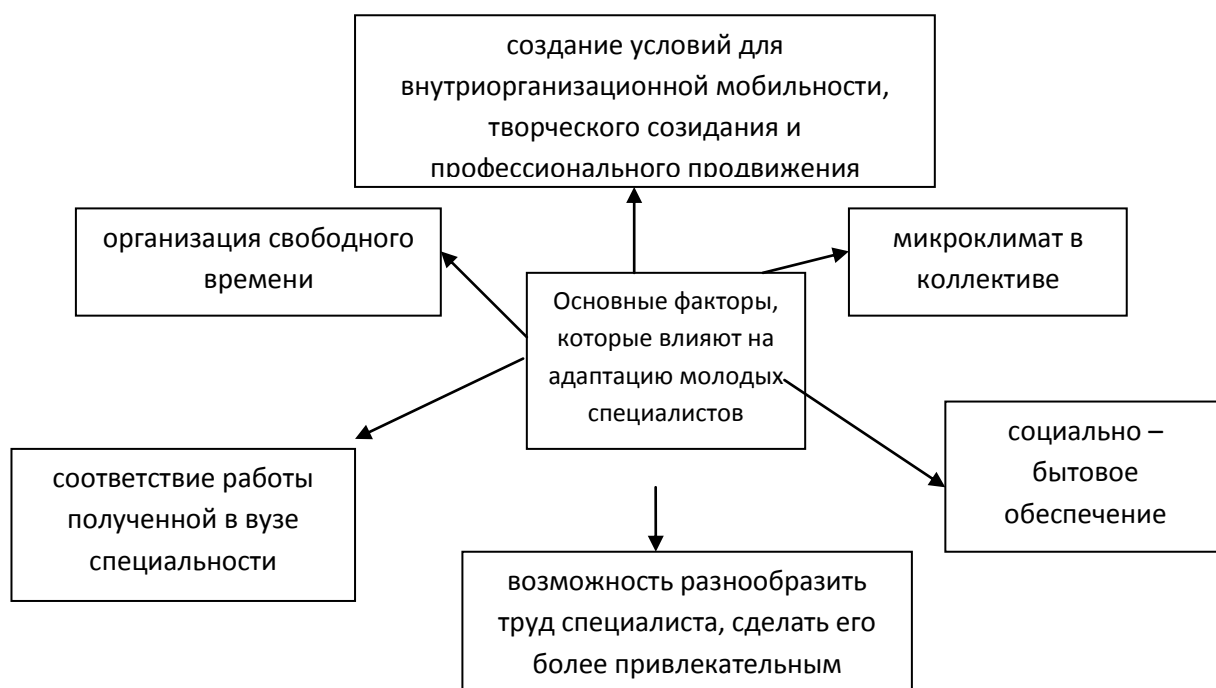 создание условий для
внутриорганизационной мобильности,
творческого созидания и
профессионального продвижения
организация свободного
времени
микроклимат в
коллективе
Основные факторы,
которые влияют на
адаптацию молодых
специалистов
соответствие работы
полученной в вузе
специальности
социально –
бытовое
обеспечение
возможность разнообразить
труд специалиста, сделать его
более привлекательным